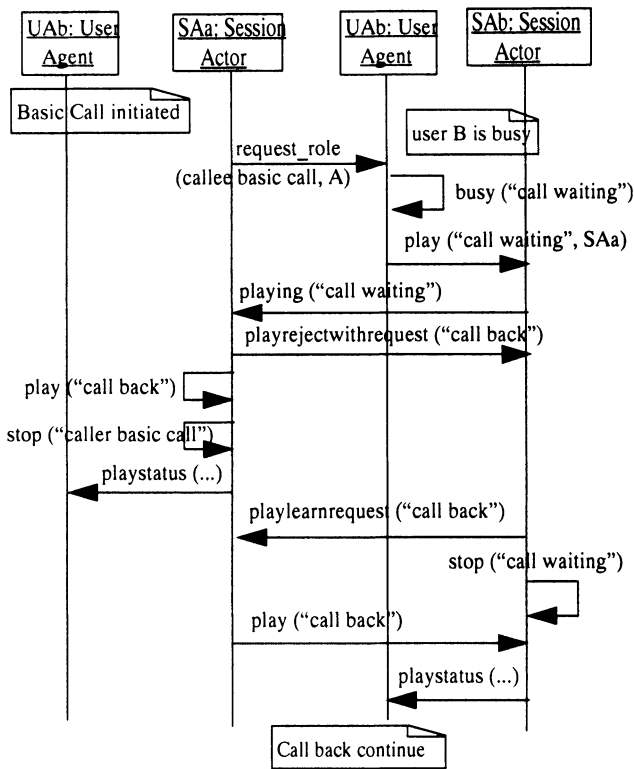 UAb: User
Agent
SAa: Session
Actor
UAb: User
Agent
SAb: Session
Actor
Basic Call initiated
user B is busy
request_role
(callee basic call, A)
busy (“call waiting”)
play (“call waiting”, SAa)
playing (“call waiting”)
playrejectwithrequest (“call back”)
play (“call back”)
stop (“caller basic call”)
playstatus (...)
playlearnrequest (“call back”)
stop (“call waiting”)
play (“call back”)
playstatus (...)
Call back continue